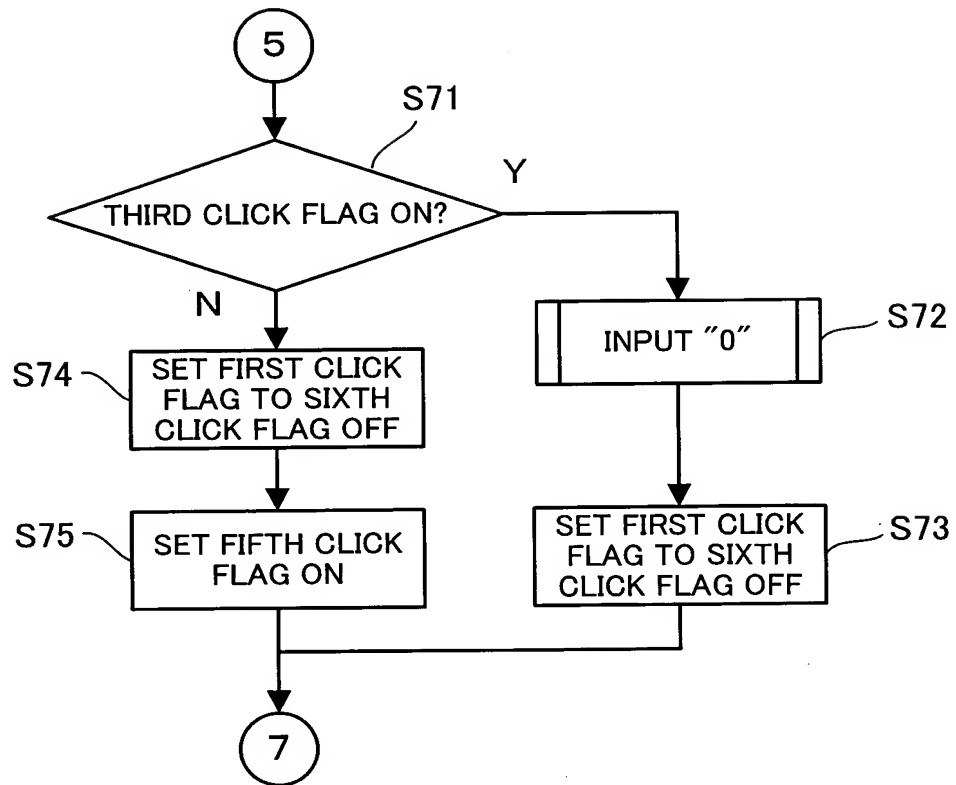 5
S71
Y
THIRD CLICK FLAG ON?
N
S72
INPUT "0"
S74
SET FIRST CLICK
FLAG TO SIXTH
CLICK FLAG OFF
S75
SET FIFTH CLICK
FLAG ON
S73
SET FIRST CLICK
FLAG TO SIXTH
CLICK FLAG OFF
7